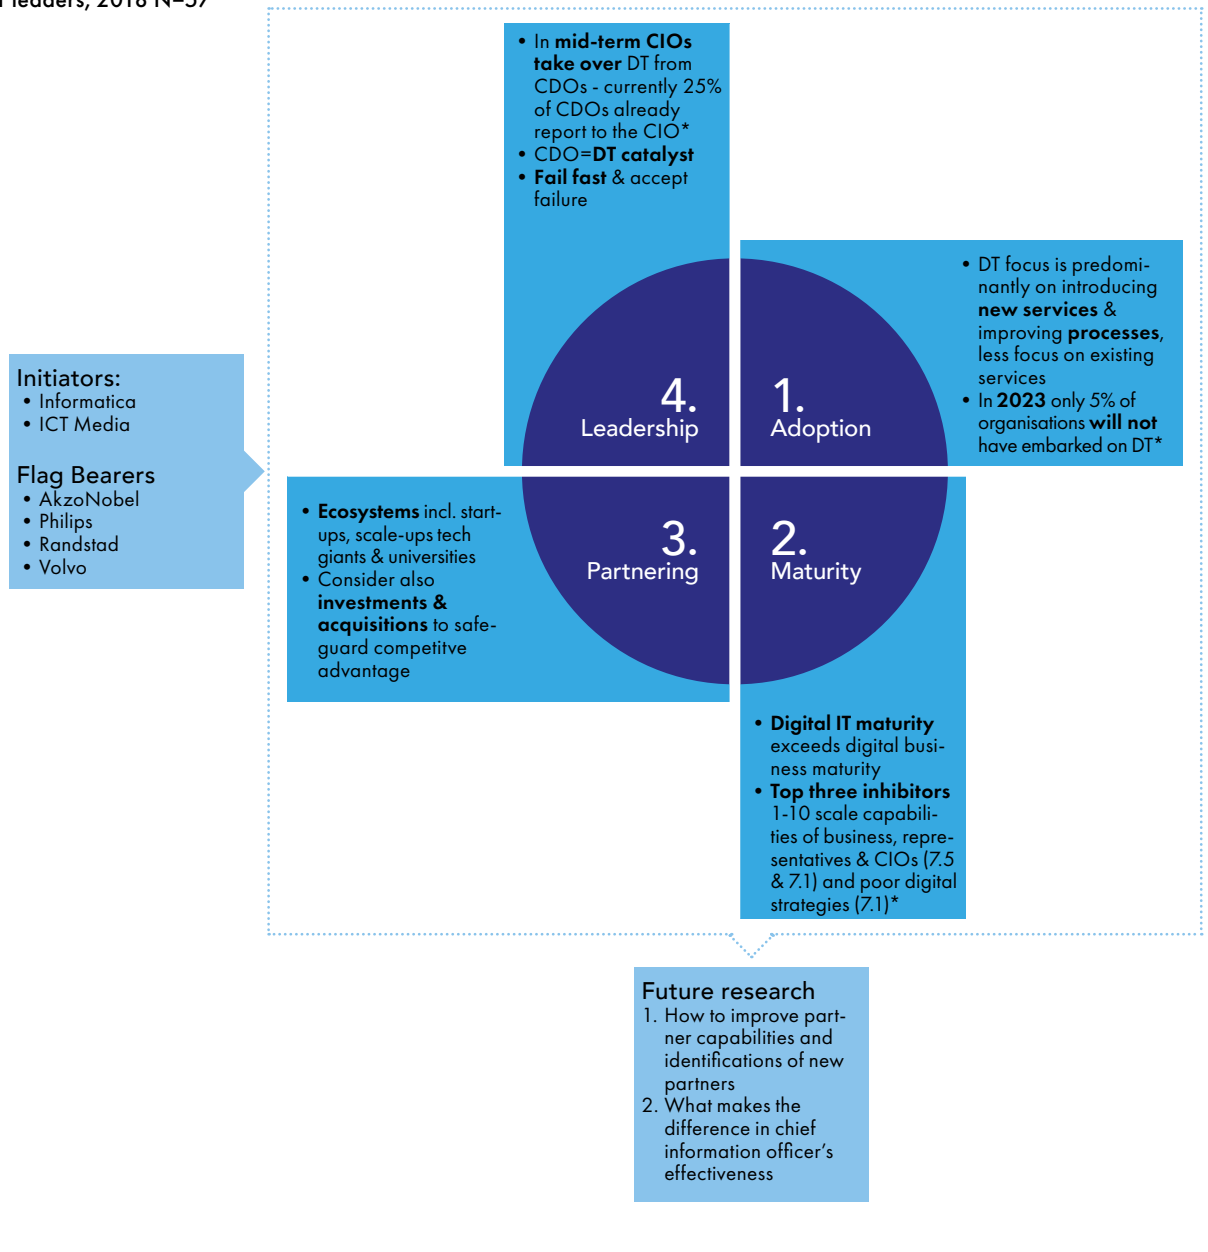 leaders, 2018 N=57
• In mid-term CIOs
take over DT from
CDOs - currently 25%
of CDOs already
report to the CIO*
• CDO=DT catalyst
• Fail fast & accept
failure
• DT focus is predomi-
nantly on introducing
new services &
improving processes,
less focus on existing
services
• In 2023 only 5% of
organisations will not
have embarked on DT*
4.
Leadership
1.
Adoption
Initiators:
• Informatica
• ICT Media
Flag Bearers
• AkzoNobel
• Philips
• Randstad
• Volvo
• Ecosystems incl. start-
ups, scale-ups tech
giants & universities
• Consider also
investments &
acquisitions to safe-
guard competitve
advantage
3.
Partnering
2.
Maturity
• Digital IT maturity
exceeds digital busi-
ness maturity
• Top three inhibitors
1-10 scale capabili-
ties of business, repre-
sentatives & CIOs (7.5
& 7.1) and poor digital
strategies (7.1)*
Future research
1. How to improve part-
ner capabilities and
identifications of new
partners
2. What makes the
difference in chief
information officer's
effectiveness